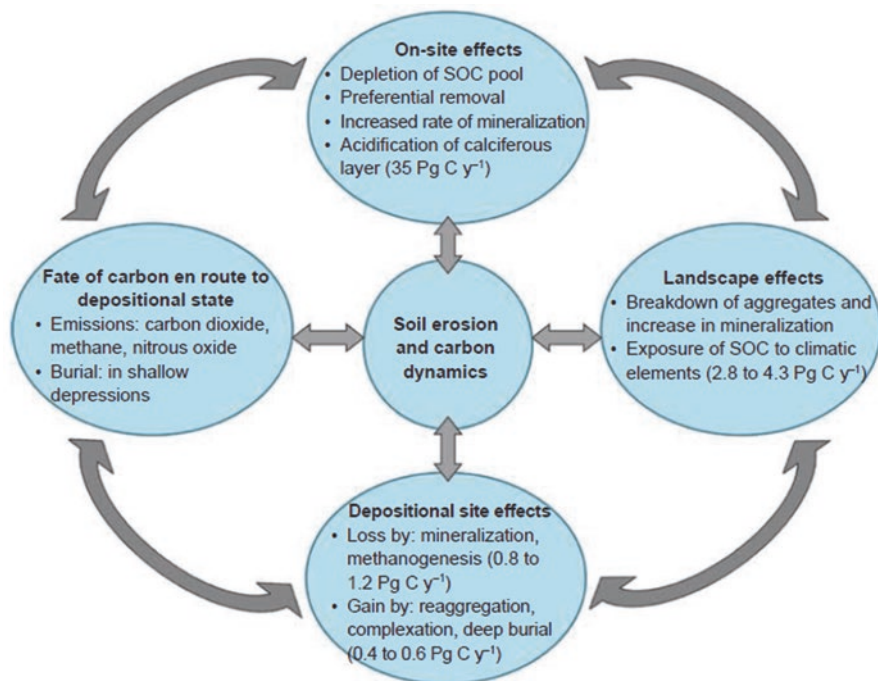 On-site effects
• Depletion of SOC pool
• Preferential removal
• Increased rate of mineralization
• Acidification of calciferous
layer (35 Pg C y⁻¹)
Fate of carbon en route to
depositional state
• Emissions: carbon dioxide,
methane, nitrous oxide
• Burial: in shallow
depressions
Soil erosion
and carbon
dynamics
Landscape effects
• Breakdown of aggregates and
increase in mineralization
• Exposure of SOC to climatic
elements (2.8 to 4.3 Pg C y⁻¹)
Depositional site effects
• Loss by: mineralization,
methanogenesis (0.8 to
1.2 Pg C y⁻¹)
• Gain by: reaggregation,
complexation, deep burial
(0.4 to 0.6 Pg C y⁻¹)